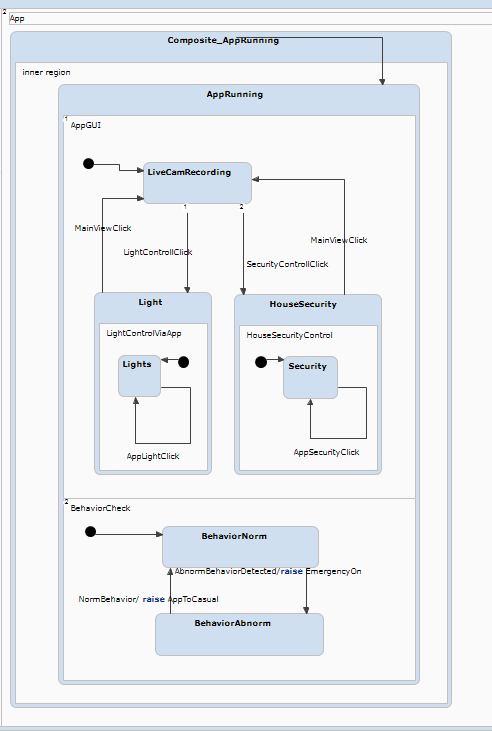 2
App
Composite_AppRunning
inner region
AppRunning
1
AppGUI
LiveCamRecording
1 2
MainViewClick
MainViewClick
LightControllClick
SecurityControllClick
Light
HouseSecurity
LightControlViaApp
HouseSecurityControl
Lights
Security
AppLightClick
AppSecurityClick
2
BehaviorCheck
BehaviorNorm
AbnormBehaviorDetected/raise EmergencyOn
NormBehavior/ raise AppToCasual
BehaviorAbnorm